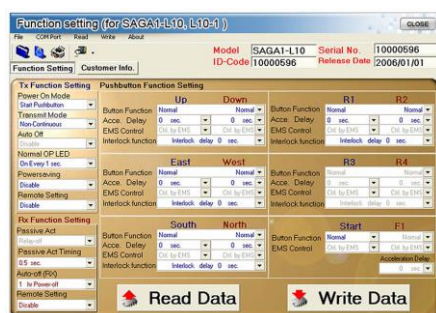 Function setting (for SAGA1-L10, L10-1 )
CLOSE
File COM Port Read Write About
Model SAGA1-L10 Serial No. 10000596
ID-Code 10000596 Release Date 2006/01/01
Function Setting Customer Info.
Tx Function Setting
Power On Mode
Start Pushbutton
Transmit Mode
Non-Continuous
Auto Off
Disable
Normal OP LED
On Every 1 sec.
Powersaving
Disable
Remote Setting
Disable
Rx Function Setting
Passive Act
Relay-off
Passive Act Timing
0.5 sec.
Auto-off (RX)
1 hr Power-off
Remote Setting
Disable
Pushbutton Function Setting
Up Down
Button Function Normal Normal
Acce. Delay 0 sec. 0 sec.
EMS Control Ctrl. by EMS Ctrl. by EMS
Interlock function Interlock delay 0 sec.
R1 R2
Button Function Normal Normal
Acce. Delay 0 sec. 0 sec.
EMS Control Ctrl. by EMS Ctrl. by EMS
Interlock function Interlock delay 0 sec.
East West
Button Function Normal Normal
Acce. Delay 0 sec. 0 sec.
EMS Control Ctrl. by EMS Ctrl. by EMS
Interlock function Interlock delay 0 sec.
R3 R4
Button Function Normal Normal
Acce. Delay 0 sec. 0 sec.
EMS Control Ctrl. by EMS Ctrl. by EMS
Interlock function Interlock delay 0 sec.
South North
Button Function Normal Normal
Acce. Delay 0 sec. 0 sec.
EMS Control Ctrl. by EMS Ctrl. by EMS
Interlock function Interlock delay 0 sec.
Start F1
Button Function Normal Normal
EMS Control Ctrl. by EMS Ctrl. by EMS
Acceleration Delay
0 sec.
Read Data
Write Data